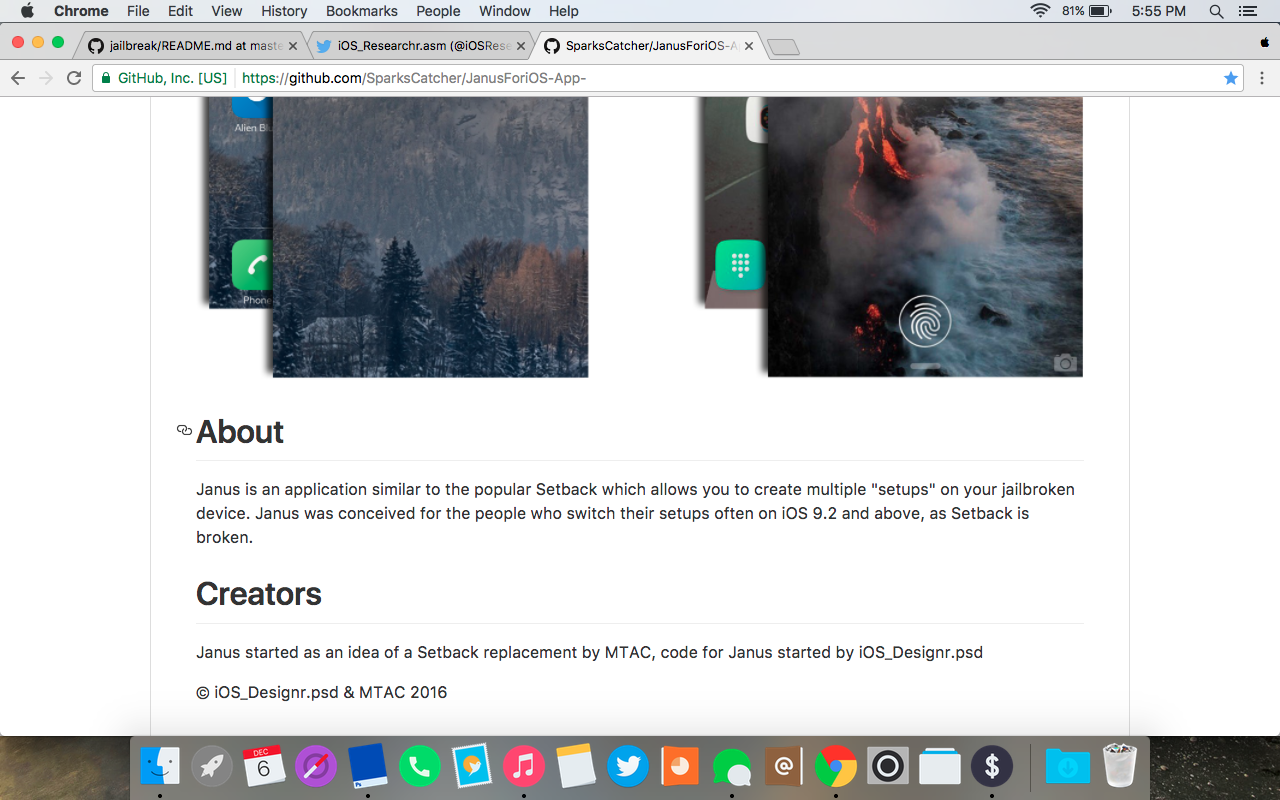 Chrome File Edit View History Bookmarks People Window Help 81% 5:55 PM
jailbreak/README.md at maste iOS_Researchr.asm (@iOSRese SparksCatcher/JanusForiOS-Ap
GitHub, Inc. [US] https://github.com/SparksCatcher/JanusForiOS-App-
Alien Blu
Phone
About
Janus is an application similar to the popular Setback which allows you to create multiple "setups" on your jailbroken
device. Janus was conceived for the people who switch their setups often on iOS 9.2 and above, as Setback is
broken.
Creators
Janus started as an idea of a Setback replacement by MTAC, code for Janus started by iOS_Designr.psd
© iOS_Designr.psd & MTAC 2016
DEC
6
Ps
@
$